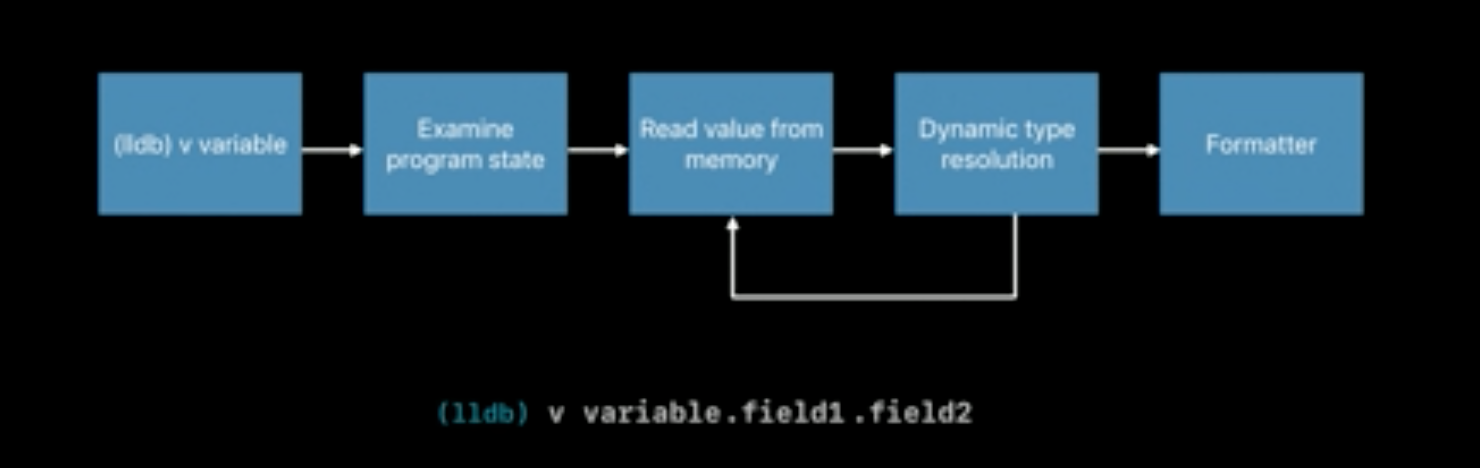 (lldb) v variable
Examine
program state
Read value from
memory
Dynamic type
resolution
Formatter
(lldb) v variable.field1.field2